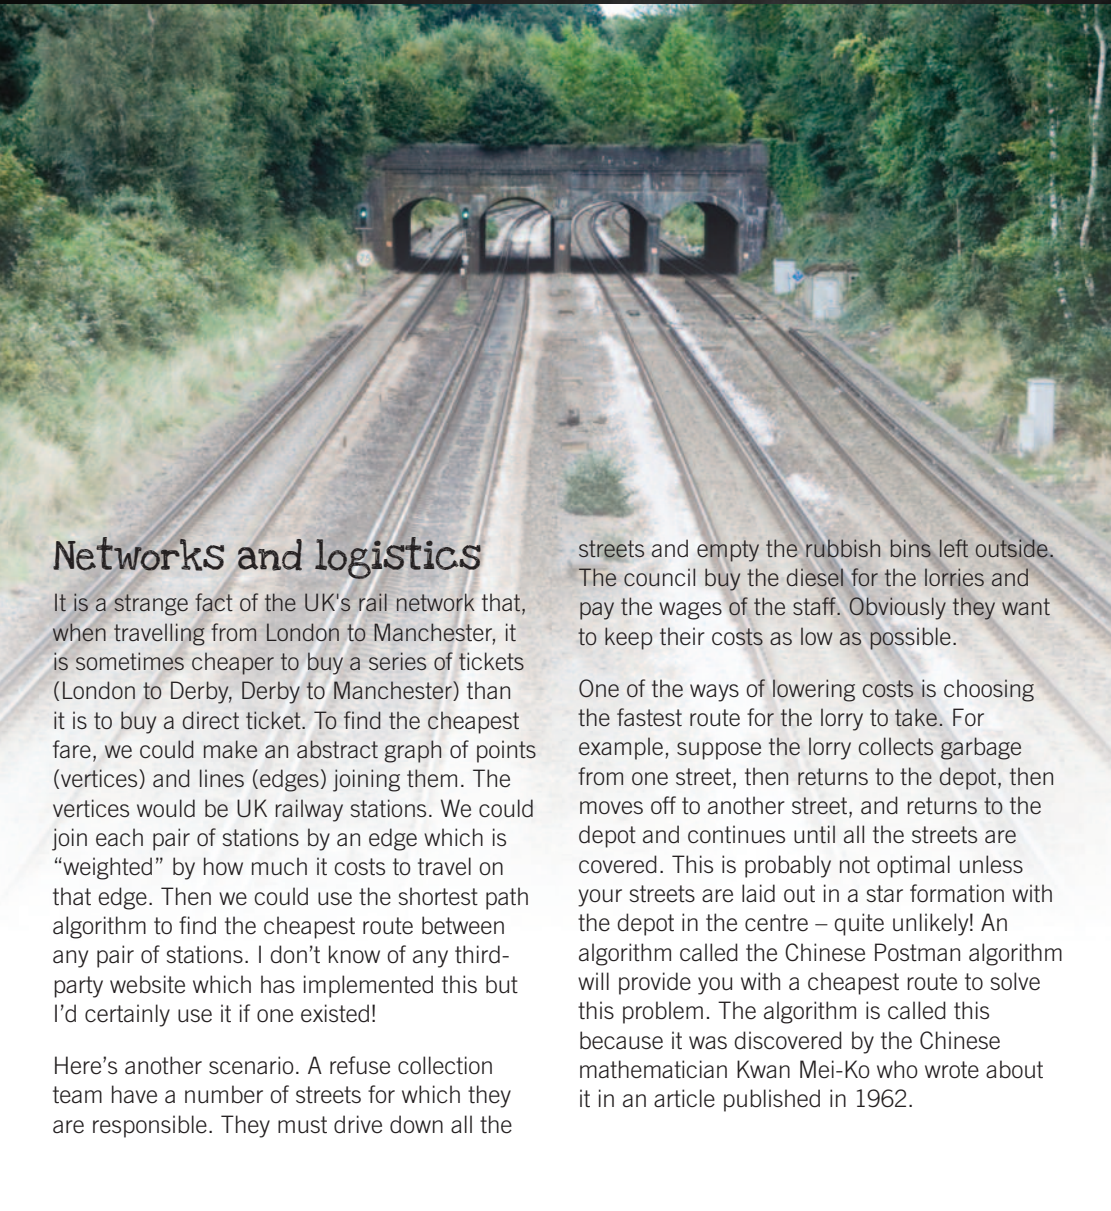 Networks and logistics
It is a strange fact of the UK's rail network that,
when travelling from London to Manchester, it
is sometimes cheaper to buy a series of tickets
(London to Derby, Derby to Manchester) than
it is to buy a direct ticket. To find the cheapest
fare, we could make an abstract graph of points
(vertices) and lines (edges) joining them. The
vertices would be UK railway stations. We could
join each pair of stations by an edge which is
“weighted” by how much it costs to travel on
that edge. Then we could use the shortest path
algorithm to find the cheapest route between
any pair of stations. I don’t know of any third-
party website which has implemented this but
I’d certainly use it if one existed!
Here’s another scenario. A refuse collection
team have a number of streets for which they
are responsible. They must drive down all the
streets and empty the rubbish bins left outside.
The council buy the diesel for the lorries and
pay the wages of the staff. Obviously they want
to keep their costs as low as possible.
One of the ways of lowering costs is choosing
the fastest route for the lorry to take. For
example, suppose the lorry collects garbage
from one street, then returns to the depot, then
moves off to another street, and returns to the
depot and continues until all the streets are
covered. This is probably not optimal unless
your streets are laid out in a star formation with
the depot in the centre – quite unlikely! An
algorithm called the Chinese Postman algorithm
will provide you with a cheapest route to solve
this problem. The algorithm is called this
because it was discovered by the Chinese
mathematician Kwan Mei-Ko who wrote about
it in an article published in 1962.